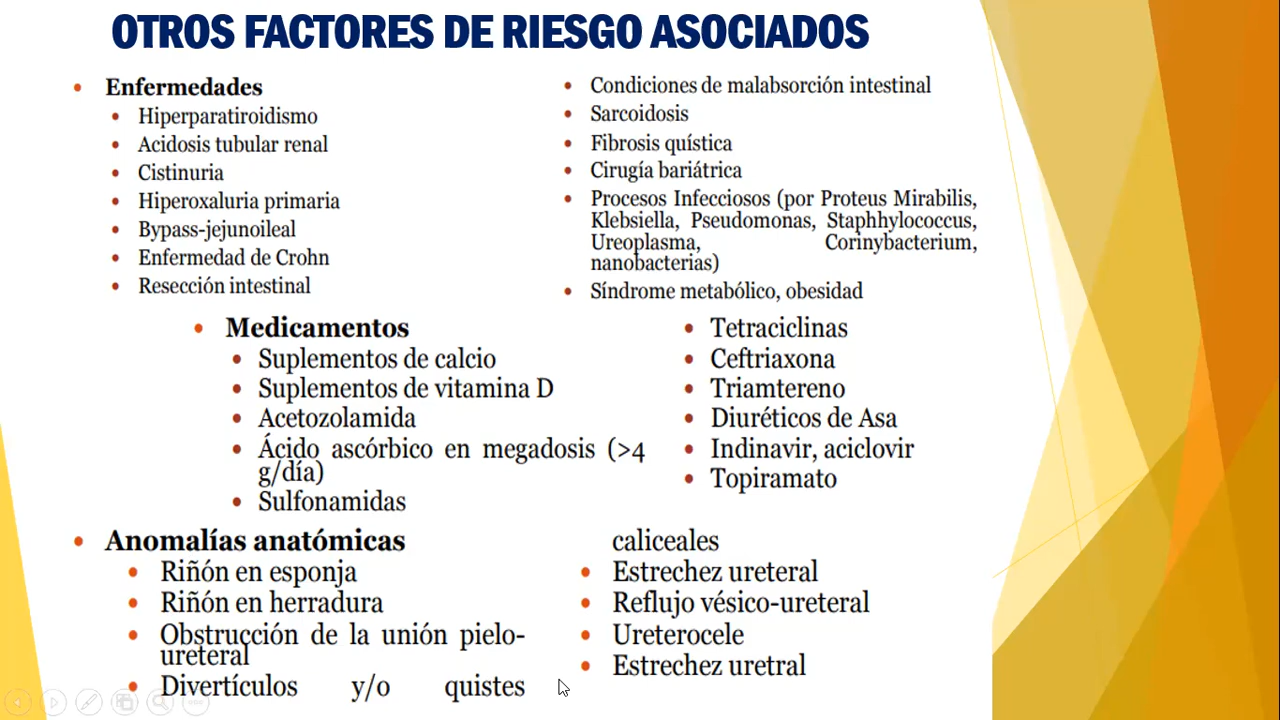 OTROS FACTORES DE RIESGO ASOCIADOS
Enfermedades
Hiperparatiroidismo
Acidosis tubular renal
Cistinuria
Hiperoxaluria primaria
Bypass-jejunoileal
Enfermedad de Crohn
Resección intestinal
Condiciones de malabsorción intestinal
Sarcoidosis
Fibrosis quística
Cirugía bariátrica
Procesos Infecciosos (por Proteus Mirabilis,
Klebsiella, Pseudomonas, Staphhylococcus,
Ureoplasma, Corinybacterium,
nanobacterias)
Síndrome metabólico, obesidad
Medicamentos
Suplementos de calcio
Suplementos de vitamina D
Acetozolamida
Ácido ascórbico en megadosis (>4
g/día)
Sulfonamidas
Tetraciclinas
Ceftriaxona
Triamtereno
Diuréticos de Asa
Indinavir, aciclovir
Topiramato
Anomalías anatómicas
Riñón en esponja
Riñón en herradura
Obstrucción de la unión pielo-
ureteral
Divertículos y/o quistes
caliceales
Estrechez ureteral
Reflujo vésico-ureteral
Ureterocele
Estrechez uretral